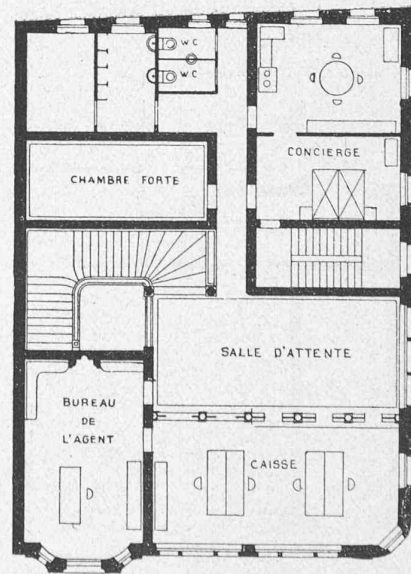 W.C
W.C
CONCIERGE
CHAMBRE FORTE
SALLE D'ATTENTE
BUREAU
DE
L'AGENT
CAISSE